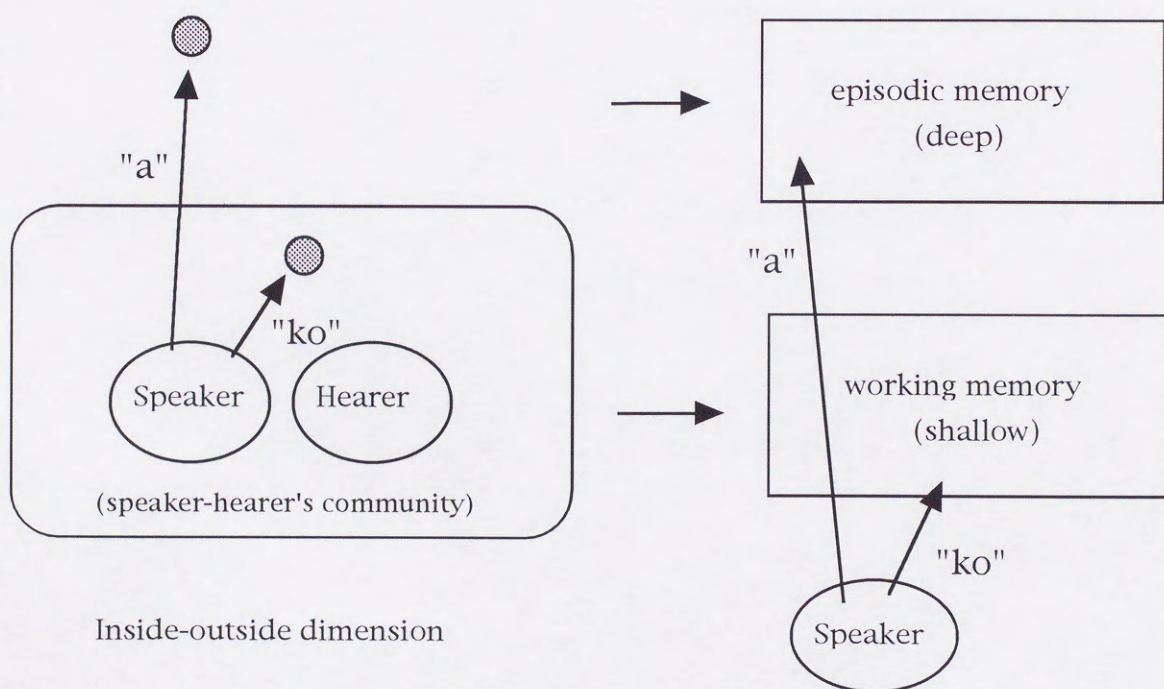 "a"
"ko"
Speaker
Hearer
(speaker-hearer's community)
Inside-outside dimension
episodic memory
(deep)
"a"
working memory
(shallow)
"ko"
Speaker